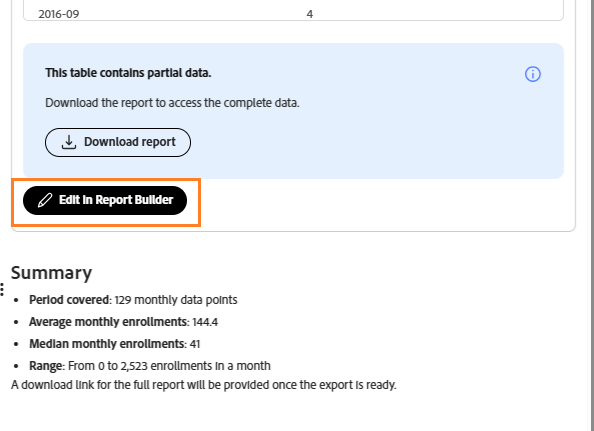 2016-09 4
This table contains partial data.
Download the report to access the complete data.
Download report
Edit in Report Builder
Summary
• Period covered: 129 monthly data points
• Average monthly enrollments: 144.4
• Median monthly enrollments: 41
• Range: From 0 to 2,523 enrollments in a month
A download link for the full report will be provided once the export is ready.